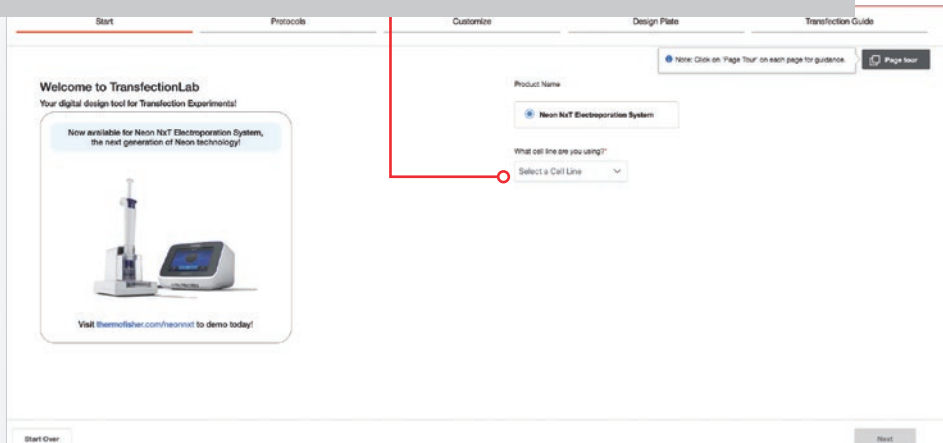 Start
Protocols
Customize
Design Plate
Transfection Guide
Note: Click on 'Page Tour' on each page for guidance.
Page tour
Welcome to TransfectionLab
Your digital design tool for Transfection Experiments!
Now available for Neon NxT Electroporation System,
the next generation of Neon technology!
Visit thermofisher.com/neonnxt to demo today!
Product Name
Neon NxT Electroporation System
What cell line are you using?*
Select a Cell Line
Start Over
Next